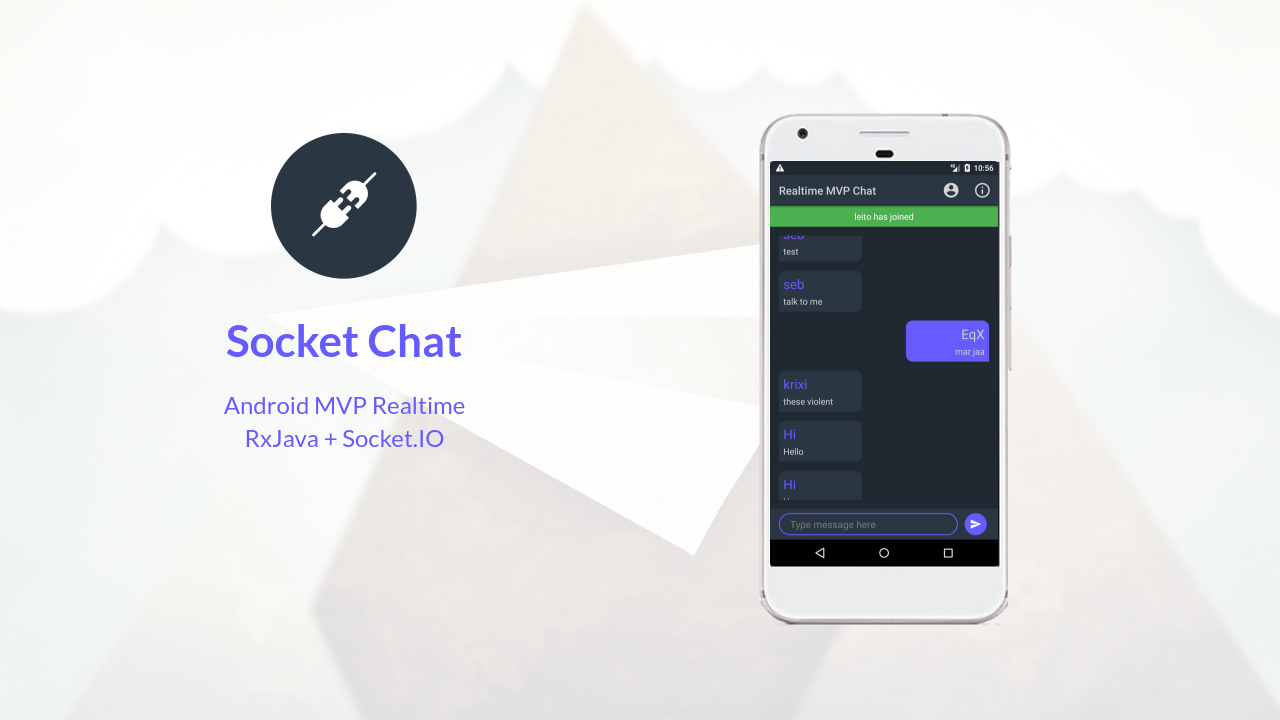 Socket Chat
Android MVP Realtime
RxJava + Socket.IO
10:56
Realtime MVP Chat
leito has joined
seb
test
seb
talk to me
EqX
mar jaa
krixi
these violent
Hi
Hello
Hi
Type message here